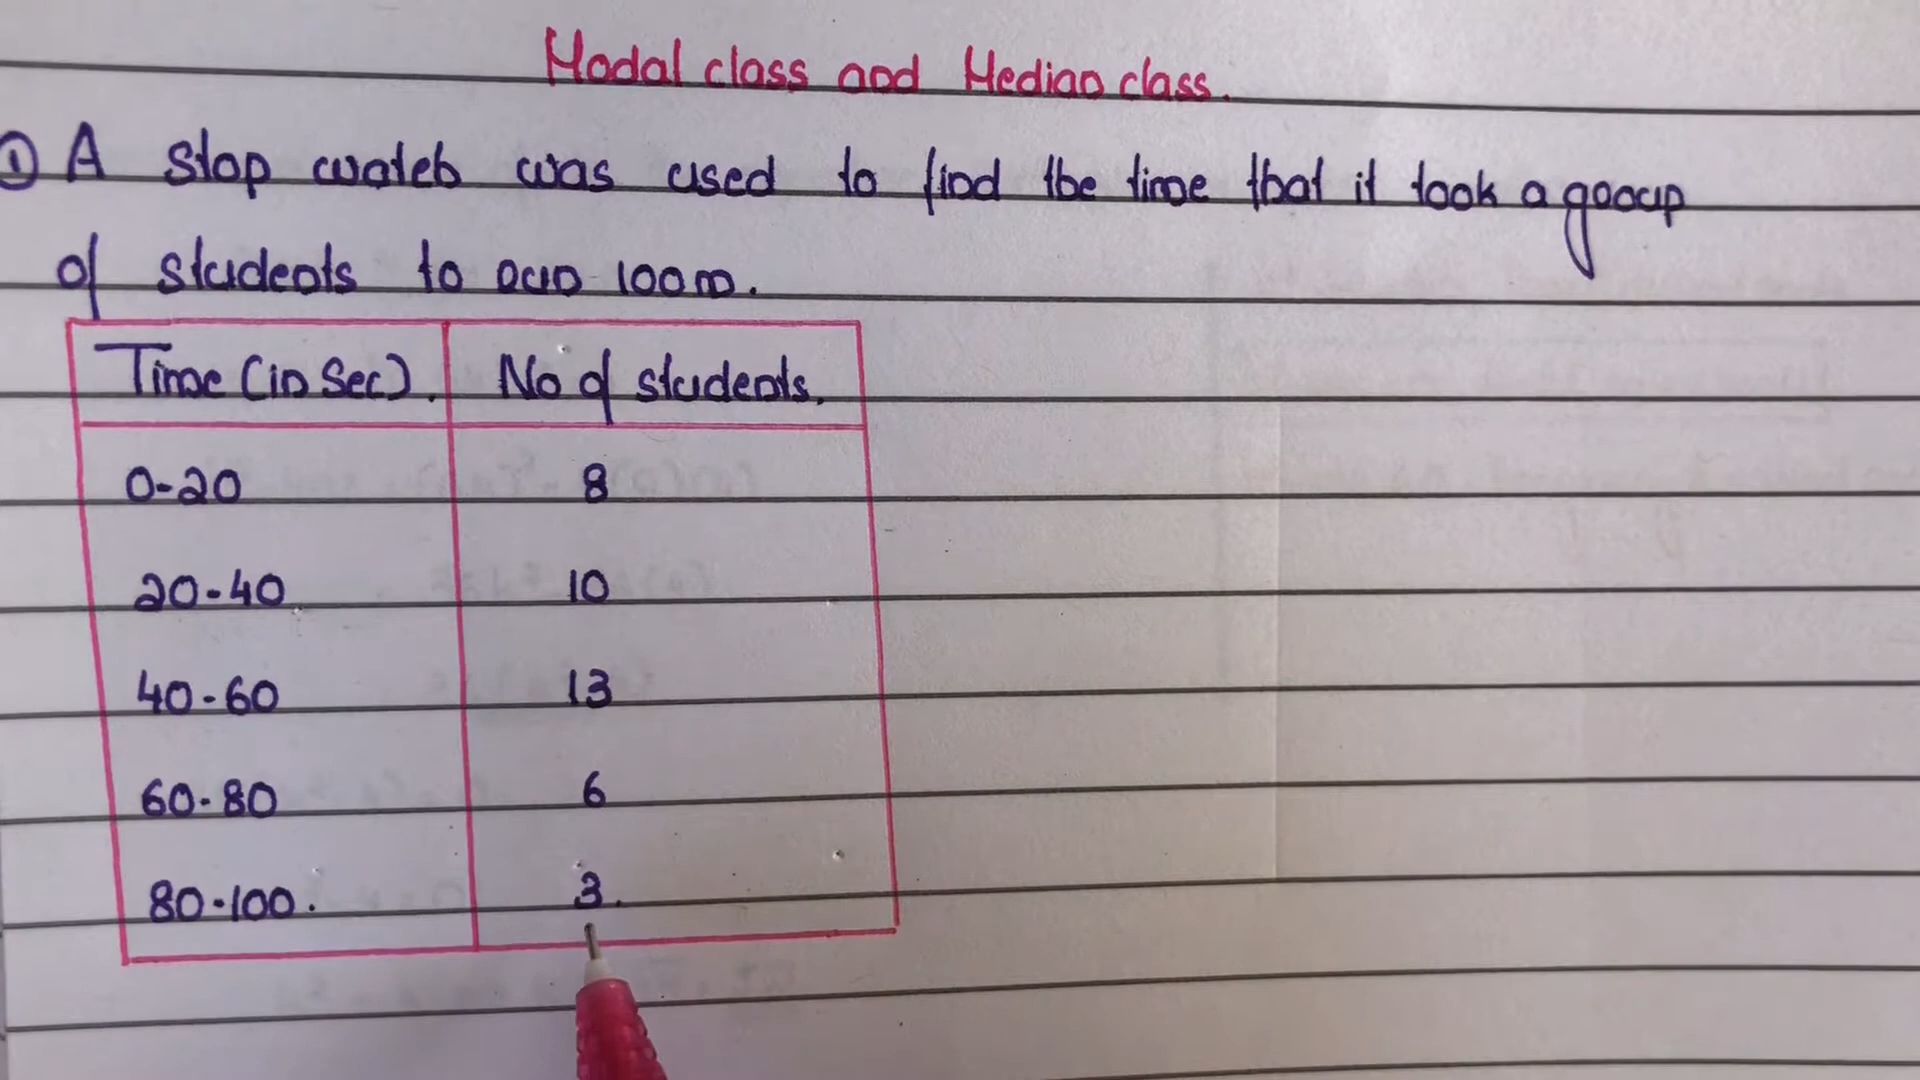 Modal class and Median class.
① A stop watch was used to find the time that it took a group
of students to run 100m.
Time (in Sec). No of students.
0-20 8
20-40 10
40-60 13
60-80 6
80-100. 3.